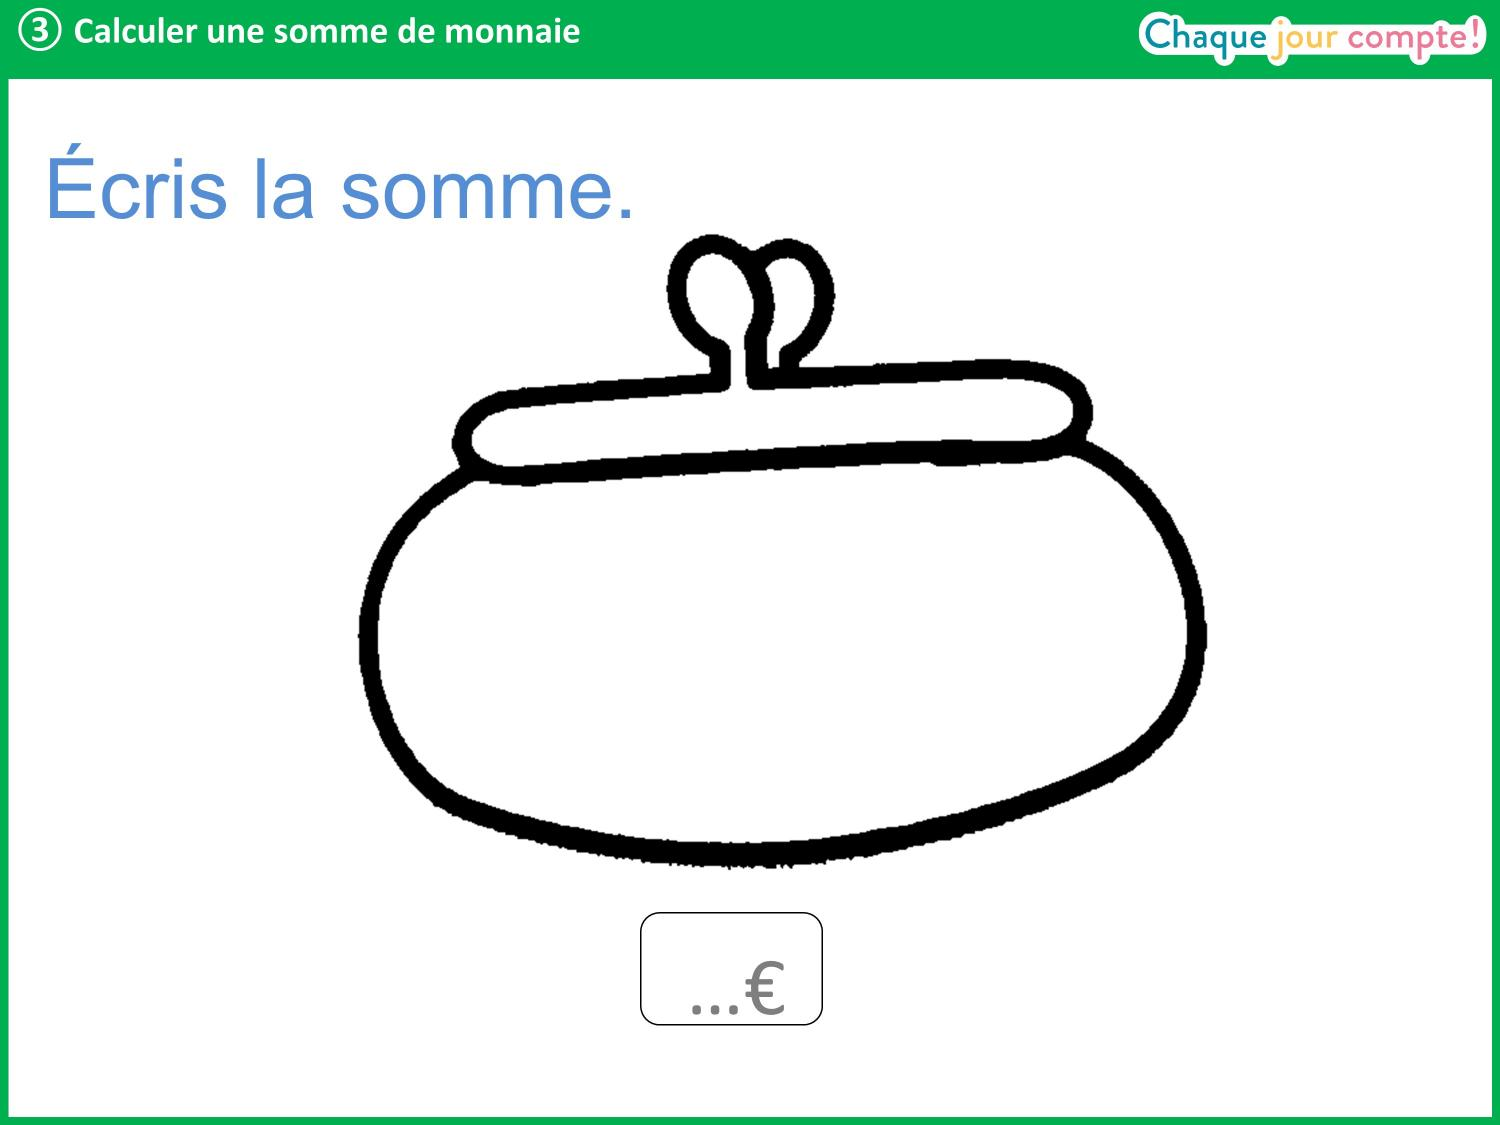 ③ Calculer une somme de monnaie
Chaque jour compte!
Écris la somme.
...€